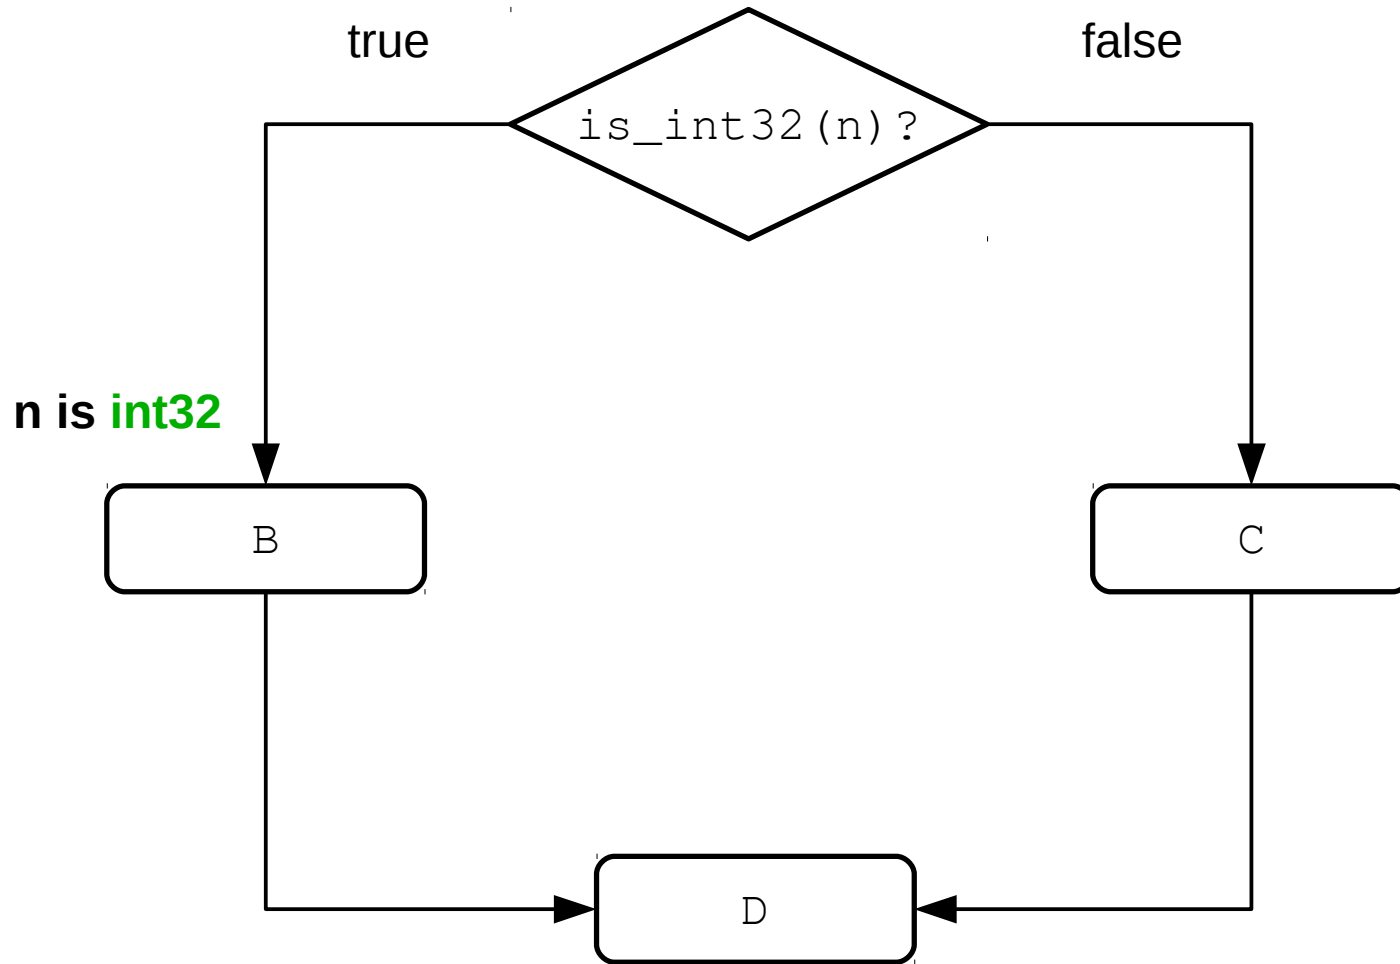 true
false
is_int32(n)?
n is int32
B
C
D